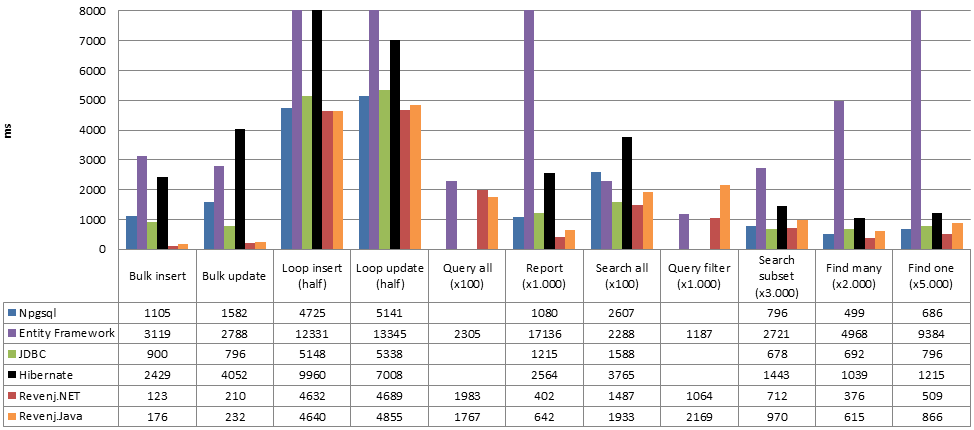 8000
7000
6000
5000
4000
3000
2000
1000
0
ms
Bulk insert Bulk update Loop insert (half) Loop update (half) Query all (x100) Report (x1.000) Search all (x100) Query filter (x1.000) Search subset (x3.000) Find many (x2.000) Find one (x5.000)
Npgsql 1105 1582 4725 5141 1080 2607 796 499 686
Entity Framework 3119 2788 12331 13345 2305 17136 2288 1187 2721 4968 9384
JDBC 900 796 5148 5338 1215 1588 678 692 796
Hibernate 2429 4052 9960 7008 2564 3765 1443 1039 1215
Revenj.NET 123 210 4632 4689 1983 402 1487 1064 712 376 509
Revenj.Java 176 232 4640 4855 1767 642 1933 2169 970 615 866